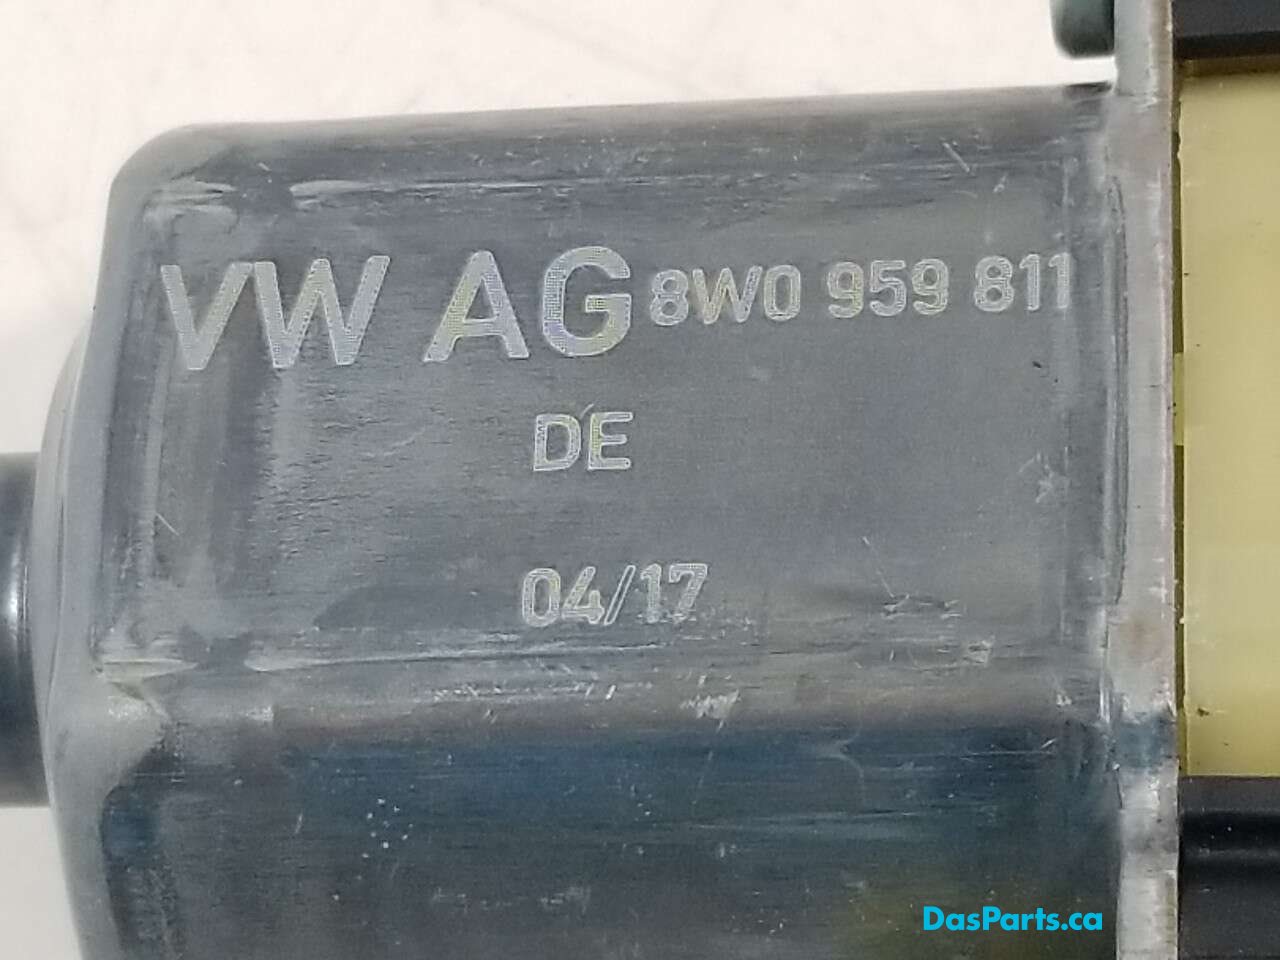 VW AG 8W0 959 811
DE
04/17
DasParts.ca